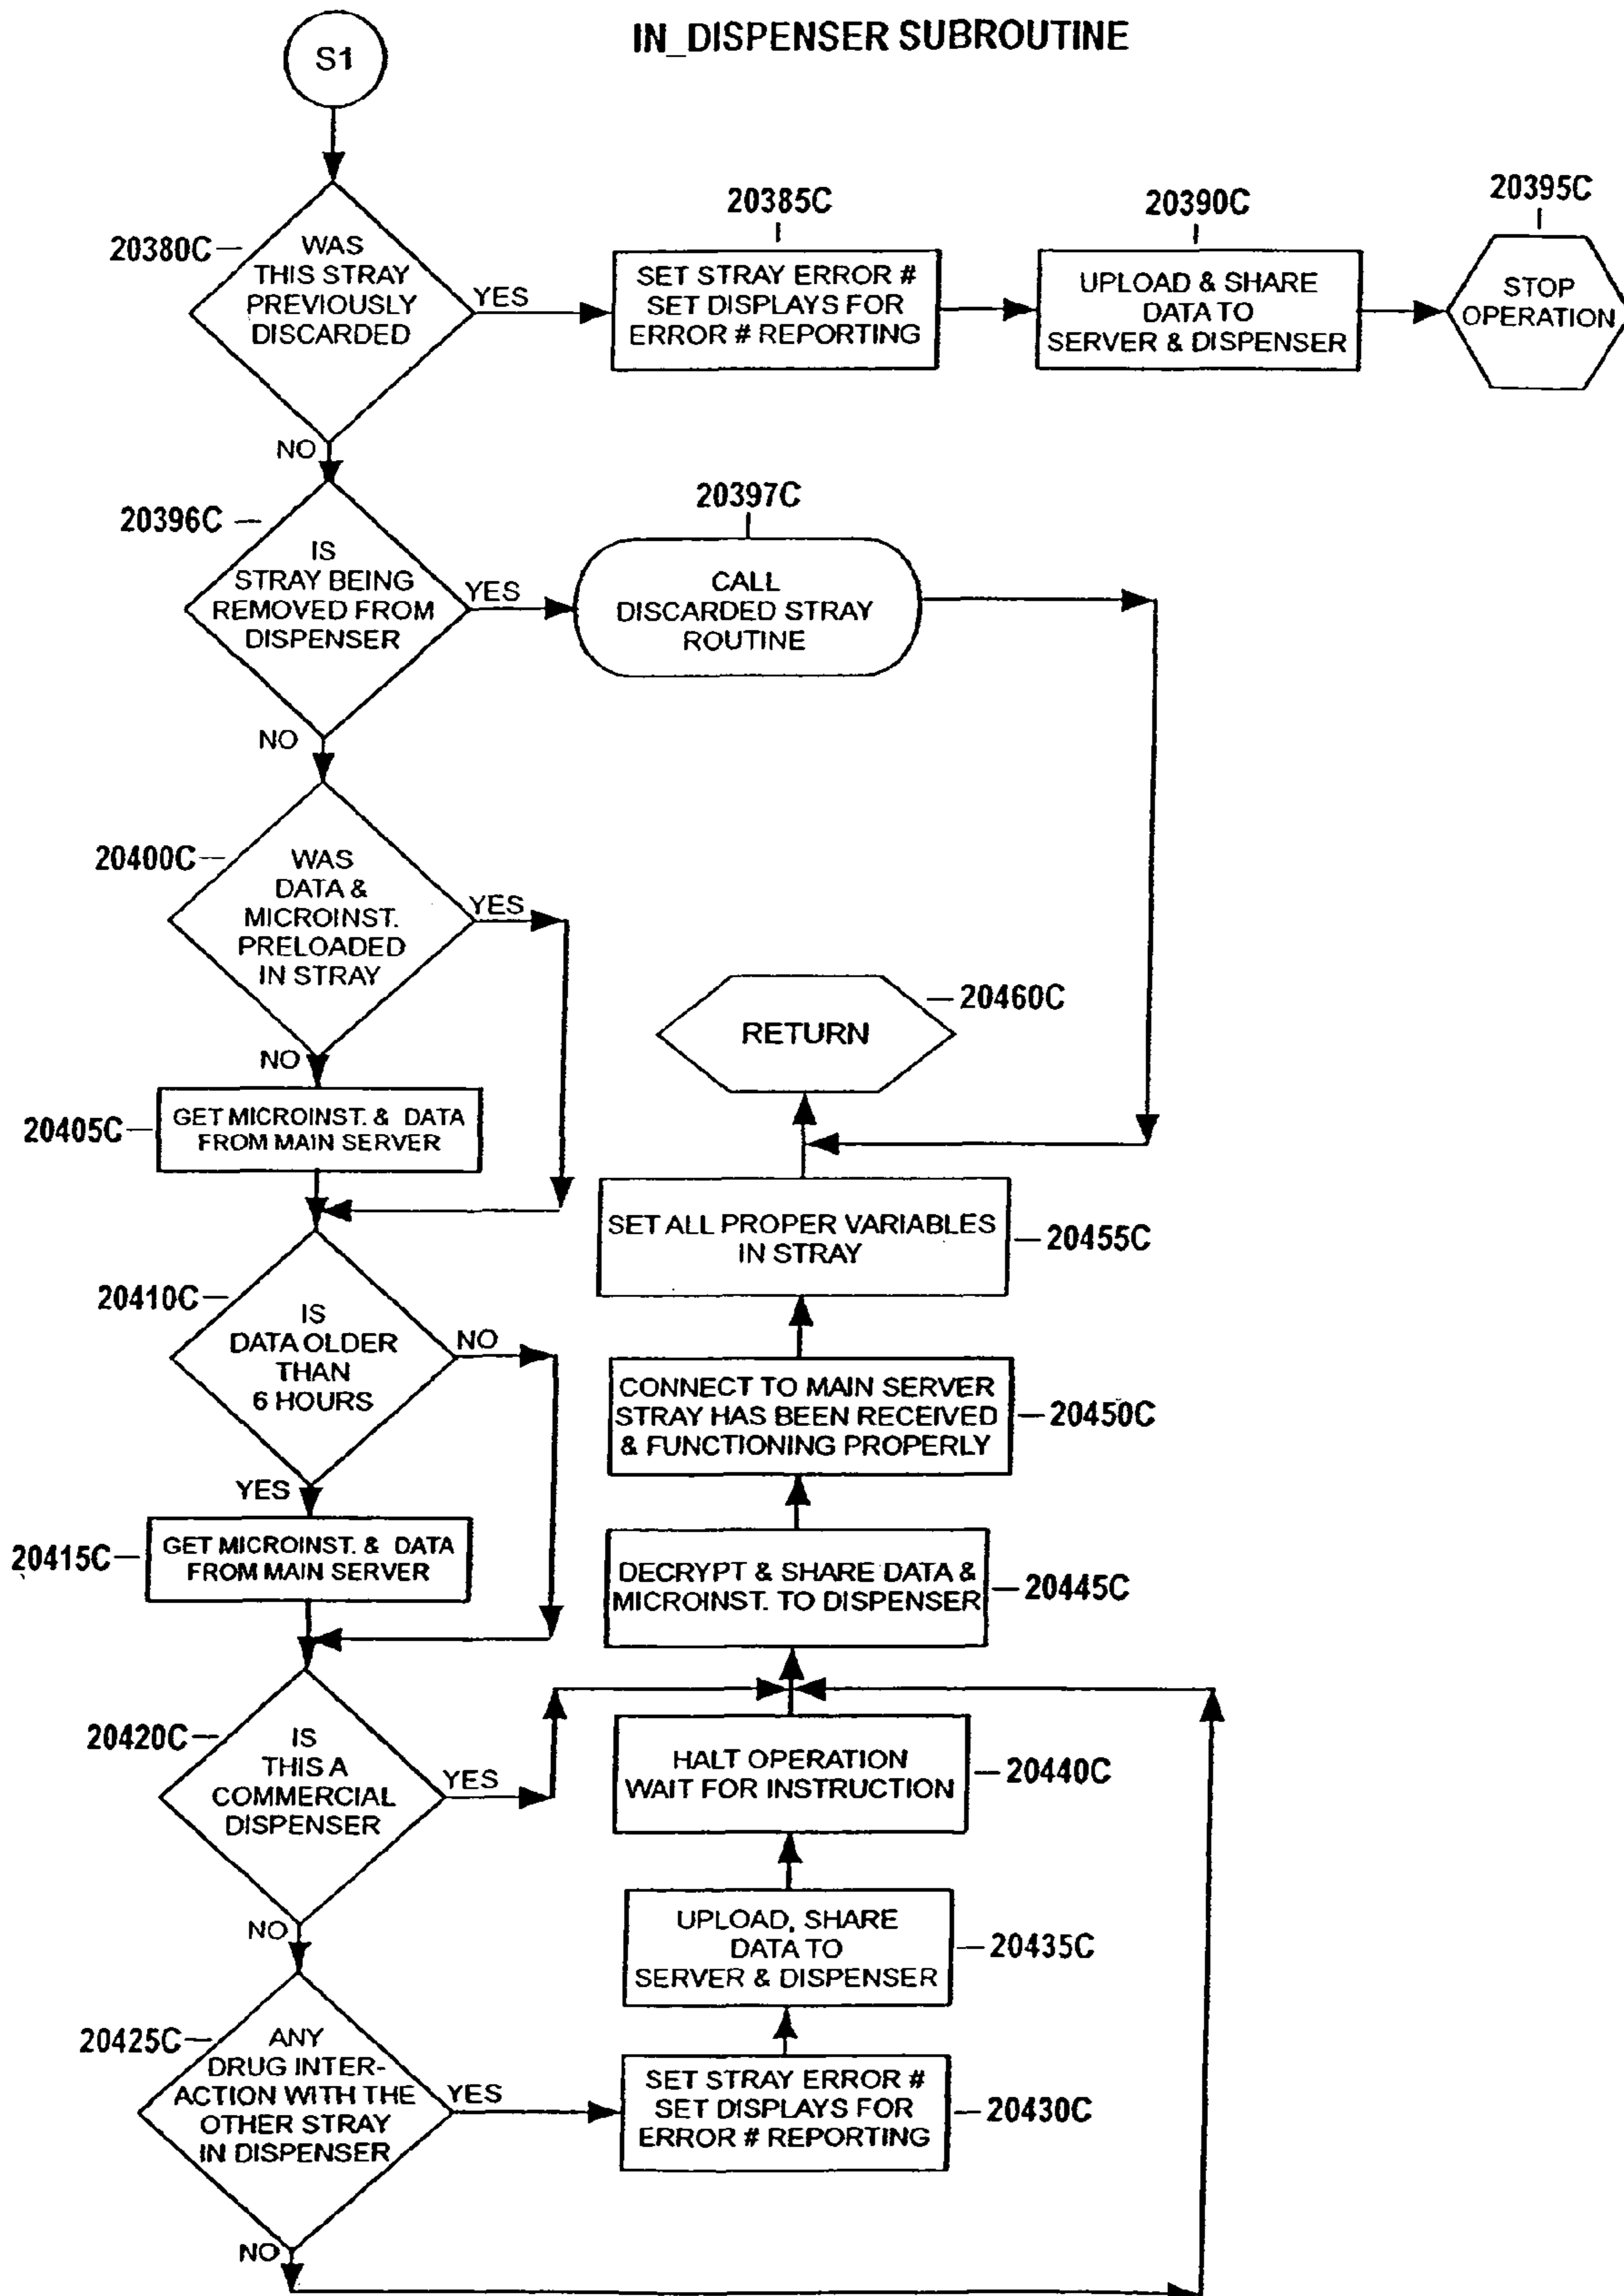 IN_DISPENSER SUBROUTINE
S1
20380C
WAS
THIS STRAY
PREVIOUSLY
DISCARDED
YES
NO
20385C
SET STRAY ERROR #
SET DISPLAYS FOR
ERROR # REPORTING
20390C
UPLOAD & SHARE
DATA TO
SERVER & DISPENSER
20395C
STOP
OPERATION
20396C
IS
STRAY BEING
REMOVED FROM
DISPENSER
YES
NO
20397C
CALL
DISCARDED STRAY
ROUTINE
20400C
WAS
DATA &
MICROINST.
PRELOADED
IN STRAY
YES
NO
20405C
GET MICROINST. & DATA
FROM MAIN SERVER
20410C
IS
DATA OLDER
THAN
6 HOURS
NO
YES
20415C
GET MICROINST. & DATA
FROM MAIN SERVER
20420C
IS
THIS A
COMMERCIAL
DISPENSER
YES
NO
20425C
ANY
DRUG INTER-
ACTION WITH THE
OTHER STRAY
IN DISPENSER
YES
NO
RETURN
20460C
SET ALL PROPER VARIABLES
IN STRAY
20455C
CONNECT TO MAIN SERVER
STRAY HAS BEEN RECEIVED
& FUNCTIONING PROPERLY
20450C
DECRYPT & SHARE DATA &
MICROINST. TO DISPENSER
20445C
HALT OPERATION
WAIT FOR INSTRUCTION
20440C
UPLOAD, SHARE
DATA TO
SERVER & DISPENSER
20435C
SET STRAY ERROR #
SET DISPLAYS FOR
ERROR # REPORTING
20430C